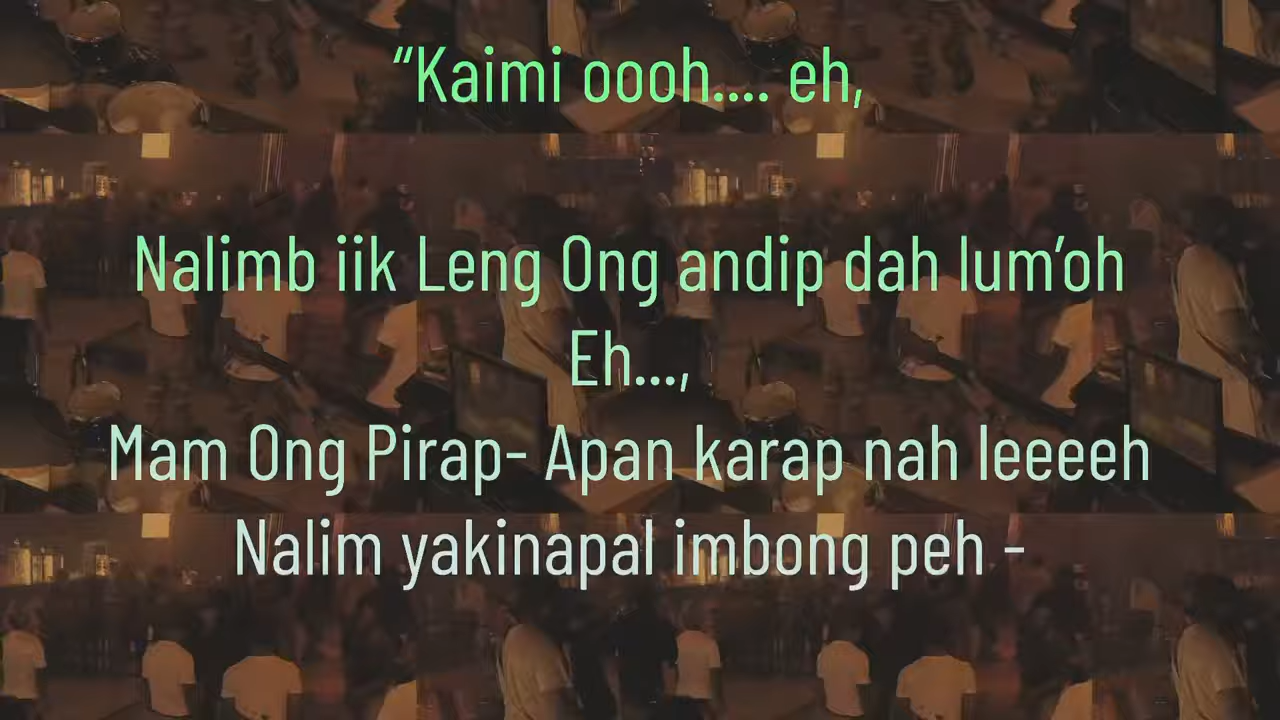 “Kaimi oooh.... eh,
Nalimb iik Leng Ong andip dah lum’oh
Eh...,
Mam Ong Pirap- Apan karap nah leeeeh
Nalim yakinapal imbong peh -